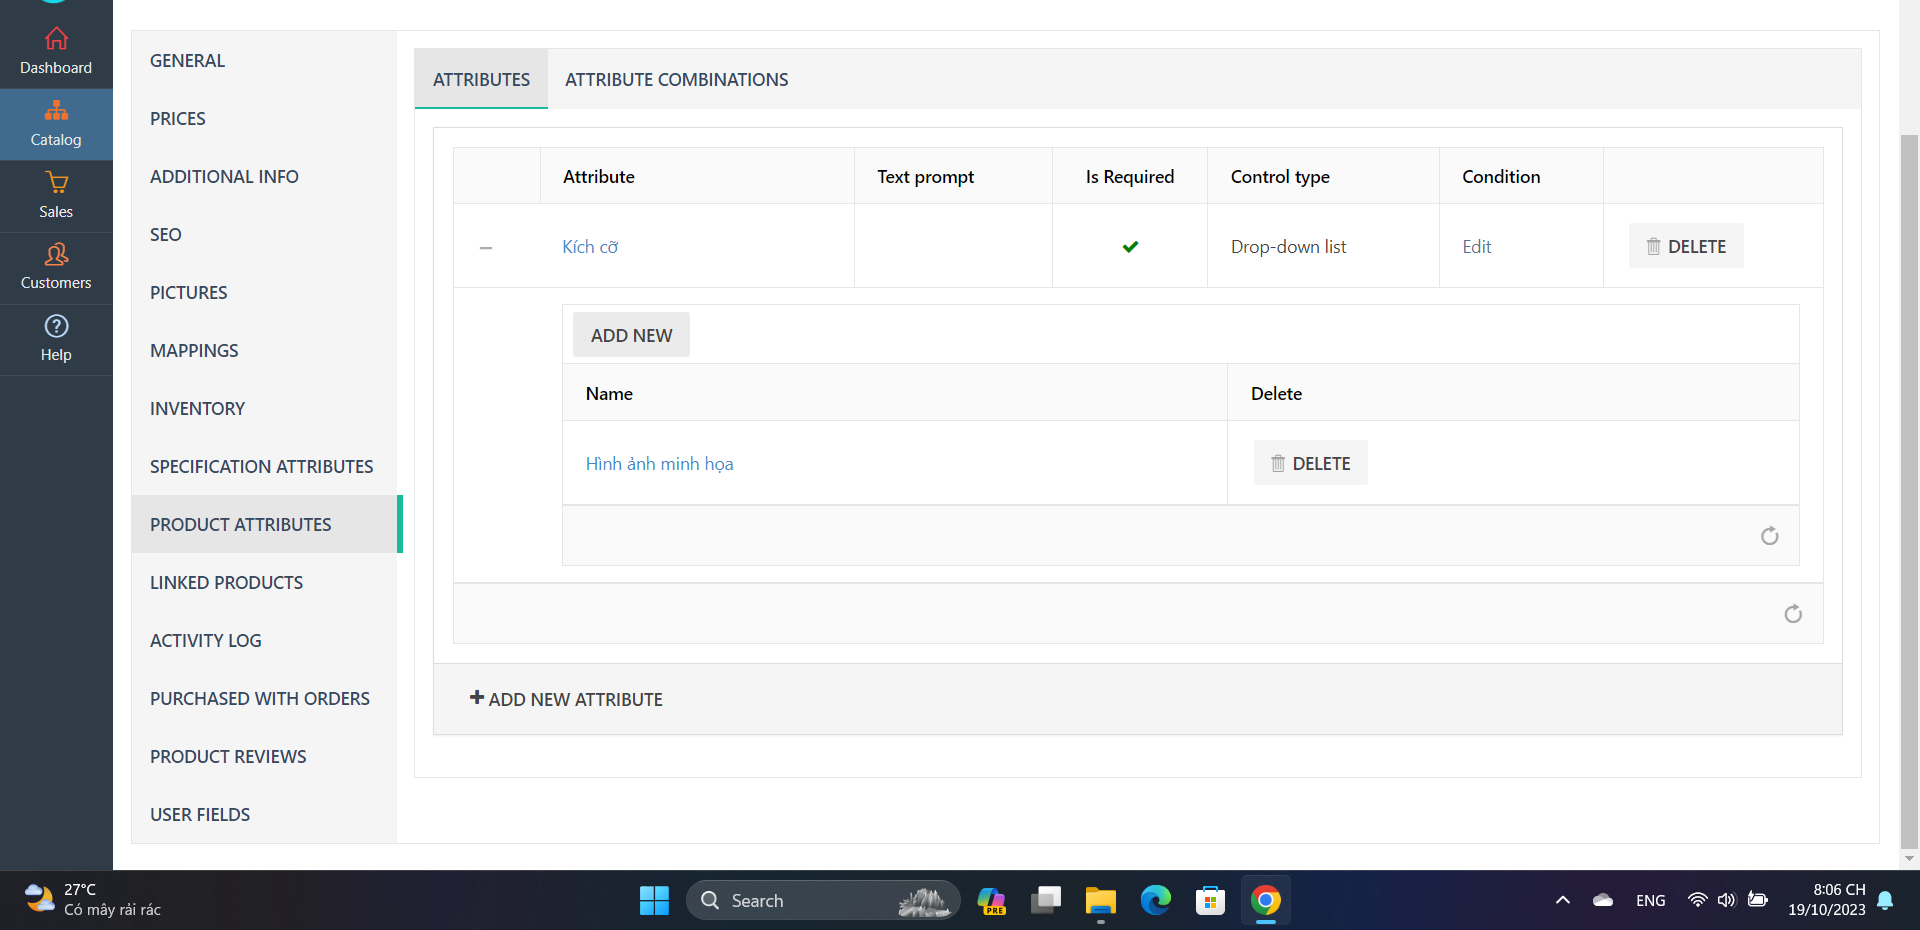 Dashboard
Catalog
Sales
Customers
Help
GENERAL
PRICES
ADDITIONAL INFO
SEO
PICTURES
MAPPINGS
INVENTORY
SPECIFICATION ATTRIBUTES
PRODUCT ATTRIBUTES
LINKED PRODUCTS
ACTIVITY LOG
PURCHASED WITH ORDERS
PRODUCT REVIEWS
USER FIELDS
ATTRIBUTES ATTRIBUTE COMBINATIONS
Attribute Text prompt Is Required Control type Condition
Kích cỡ Drop-down list Edit DELETE
ADD NEW
Name Delete
Hình ảnh minh họa DELETE
ADD NEW ATTRIBUTE
27°C
Có mây rải rác
Search
PRE
ENG
8:06 CH
19/10/2023